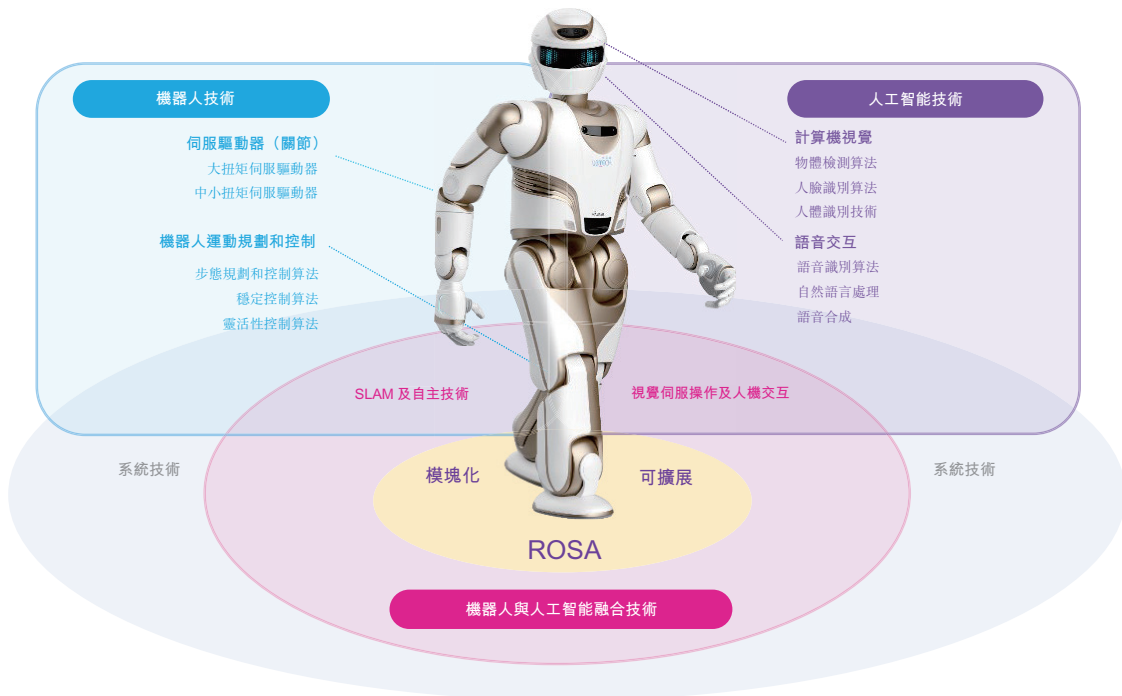 機器人技術
伺服驅動器（關節）
大扭矩伺服驅動器
中小扭矩伺服驅動器
機器人運動規劃和控制
步態規劃和控制算法
穩定控制算法
靈活性控制算法
人工智能技術
計算機視覺
物體檢測算法
人臉識別算法
人體識別技術
語音交互
語音識別算法
自然語言處理
語音合成
SLAM 及自主技術
視覺伺服操作及人機交互
系統技術
系統技術
模塊化
可擴展
ROSA
機器人與人工智能融合技術